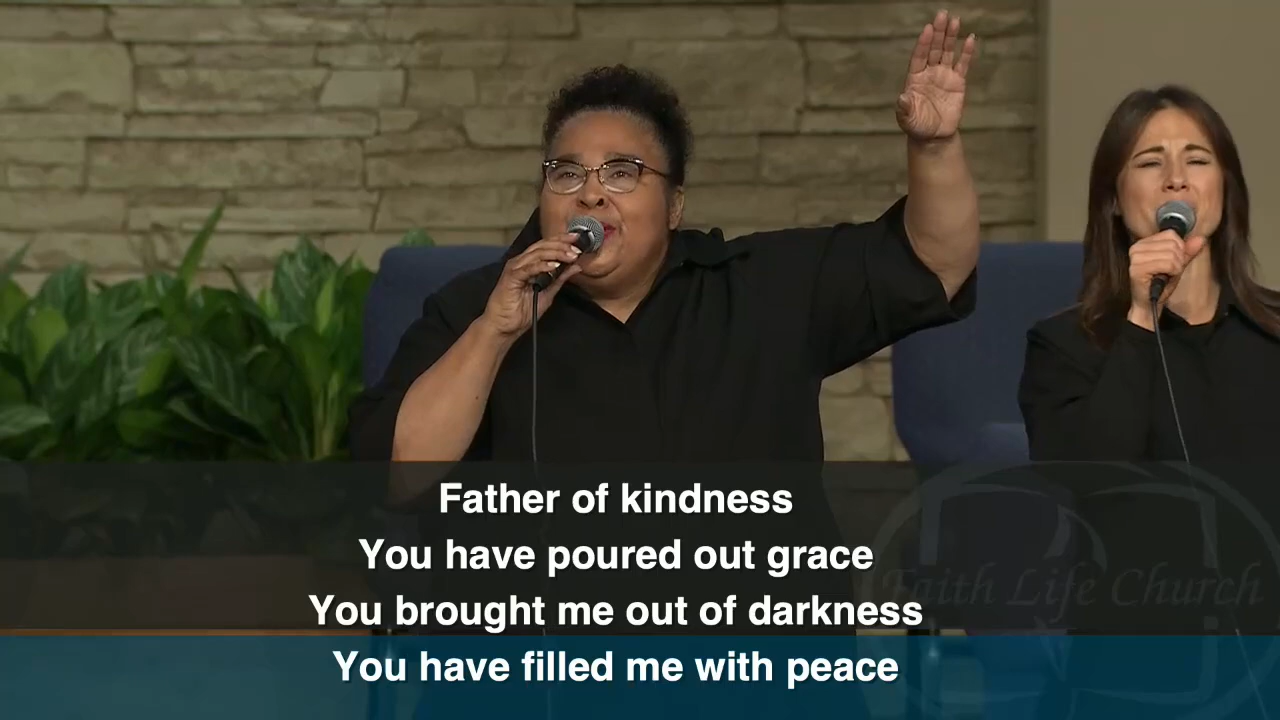 Father of kindness
You have poured out grace
You brought me out of darkness
You have filled me with peace
Faith Life Church